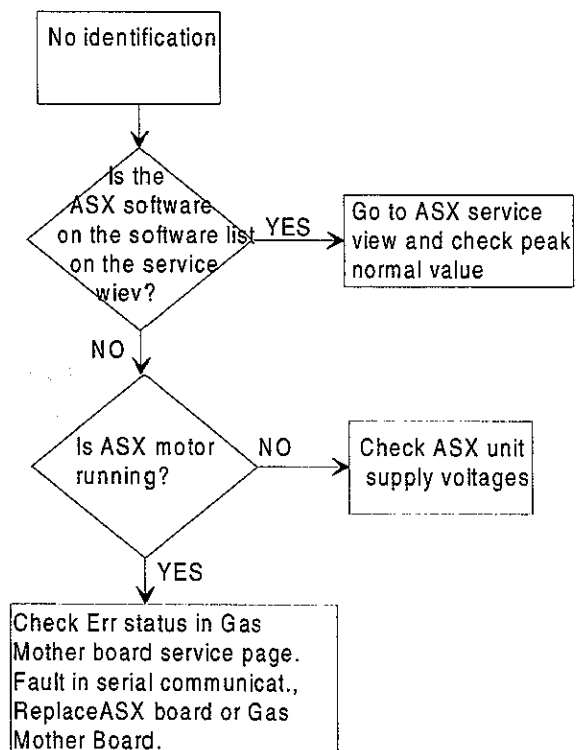 No identification
Is the
ASX software
on the software list
on the service
wiev?
YES
Go to ASX service
view and check peak
normal value
NO
Is ASX motor
running?
NO
Check ASX unit
supply voltages
YES
Check Err status in Gas
Mother board service page.
Fault in serial communicat.,
ReplaceASX board or Gas
Mother Board.